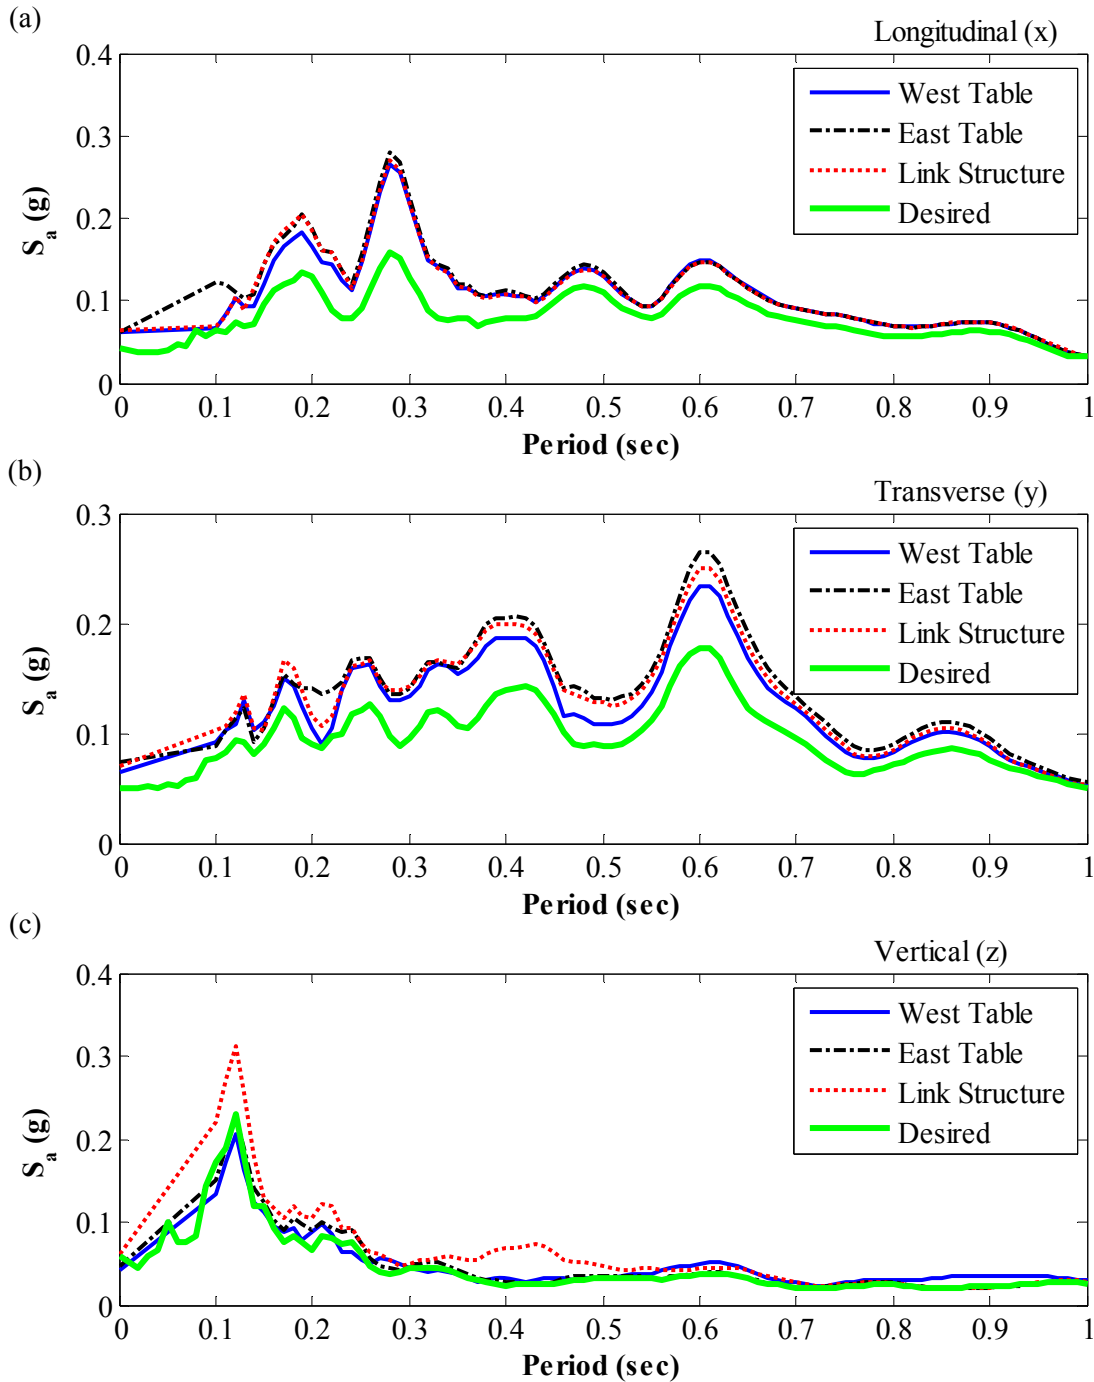 (a)
Longitudinal (x)
0.4
0.3
0.2
0.1
0
S_a (g)
West Table
East Table
Link Structure
Desired
0 0.1 0.2 0.3 0.4 0.5 0.6 0.7 0.8 0.9 1
Period (sec)
(b)
Transverse (y)
0.3
0.2
0.1
0
S_a (g)
West Table
East Table
Link Structure
Desired
0 0.1 0.2 0.3 0.4 0.5 0.6 0.7 0.8 0.9 1
Period (sec)
(c)
Vertical (z)
0.4
0.3
0.2
0.1
0
S_a (g)
West Table
East Table
Link Structure
Desired
0 0.1 0.2 0.3 0.4 0.5 0.6 0.7 0.8 0.9 1
Period (sec)